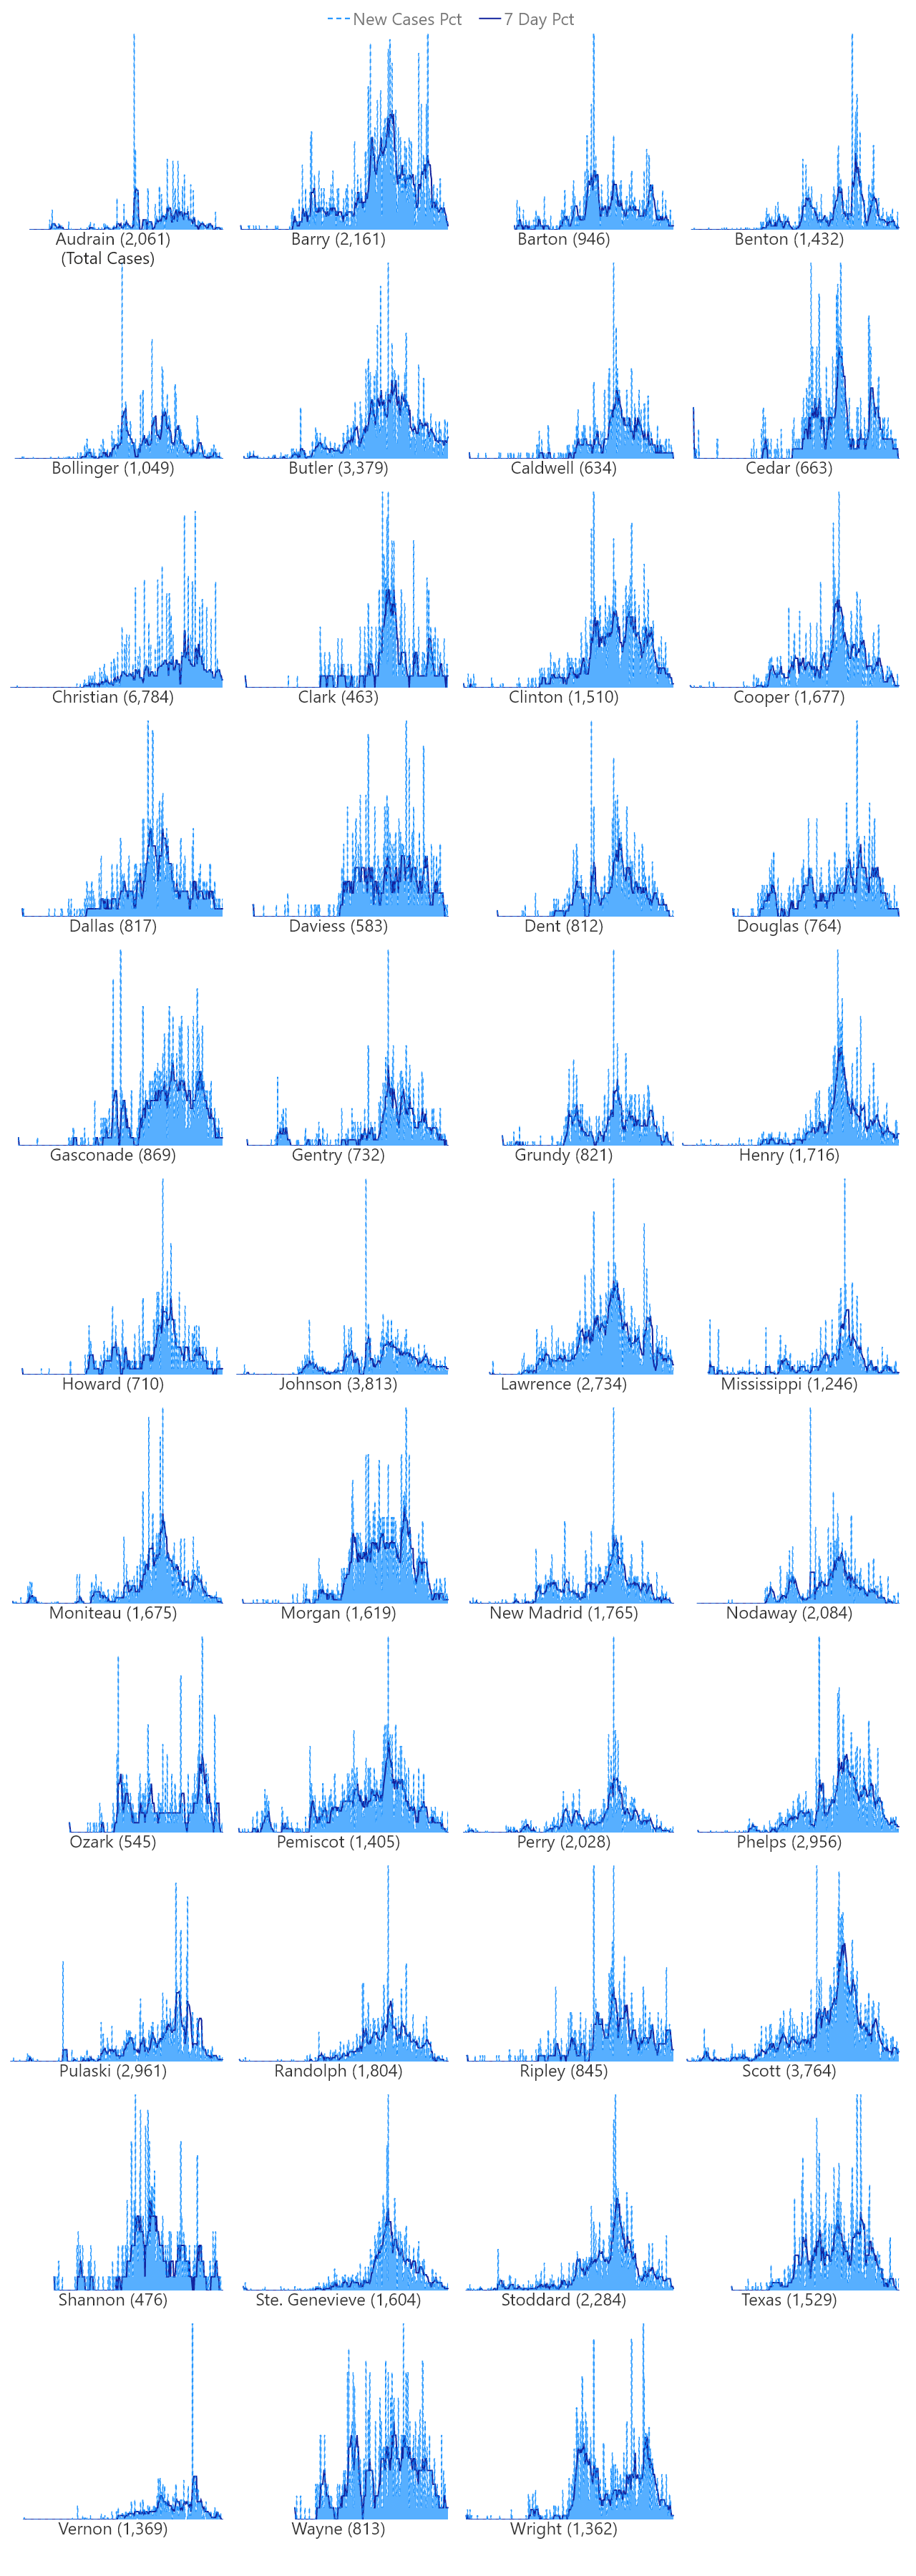 New Cases Pct 7 Day Pct
Audrain (2,061) Barry (2,161) Barton (946) Benton (1,432)
(Total Cases)
Bollinger (1,049) Butler (3,379) Caldwell (634) Cedar (663)
Christian (6,784) Clark (463) Clinton (1,510) Cooper (1,677)
Dallas (817) Daviess (583) Dent (812) Douglas (764)
Gasconade (869) Gentry (732) Grundy (821) Henry (1,716)
Howard (710) Johnson (3,813) Lawrence (2,734) Mississippi (1,246)
Moniteau (1,675) Morgan (1,619) New Madrid (1,765) Nodaway (2,084)
Ozark (545) Pemiscot (1,405) Perry (2,028) Phelps (2,956)
Pulaski (2,961) Randolph (1,804) Ripley (845) Scott (3,764)
Shannon (476) Ste. Genevieve (1,604) Stoddard (2,284) Texas (1,529)
Vernon (1,369) Wayne (813) Wright (1,362)